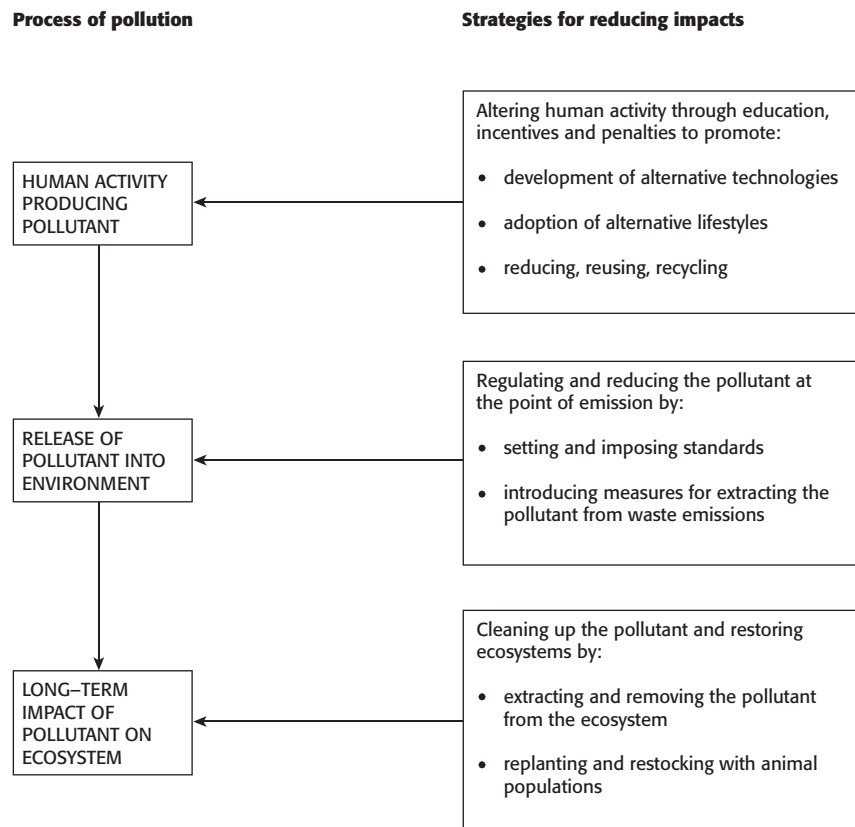 Process of pollution
Strategies for reducing impacts
HUMAN ACTIVITY
PRODUCING
POLLUTANT
Altering human activity through education,
incentives and penalties to promote:
• development of alternative technologies
• adoption of alternative lifestyles
• reducing, reusing, recycling
RELEASE OF
POLLUTANT INTO
ENVIRONMENT
Regulating and reducing the pollutant at
the point of emission by:
• setting and imposing standards
• introducing measures for extracting the
pollutant from waste emissions
LONG–TERM
IMPACT OF
POLLUTANT ON
ECOSYSTEM
Cleaning up the pollutant and restoring
ecosystems by:
• extracting and removing the pollutant
from the ecosystem
• replanting and restocking with animal
populations